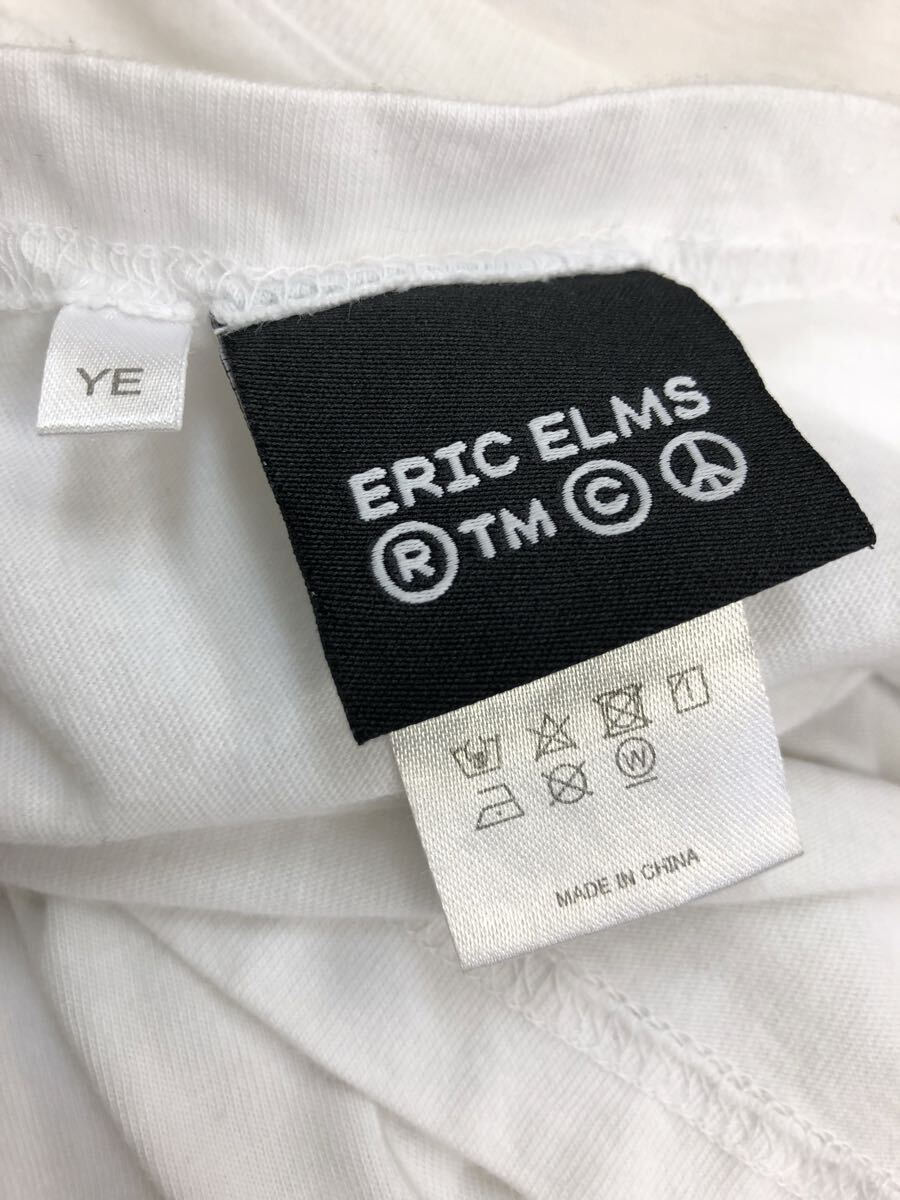 YE
ERIC ELMS
® TM ©
W
MADE IN CHINA